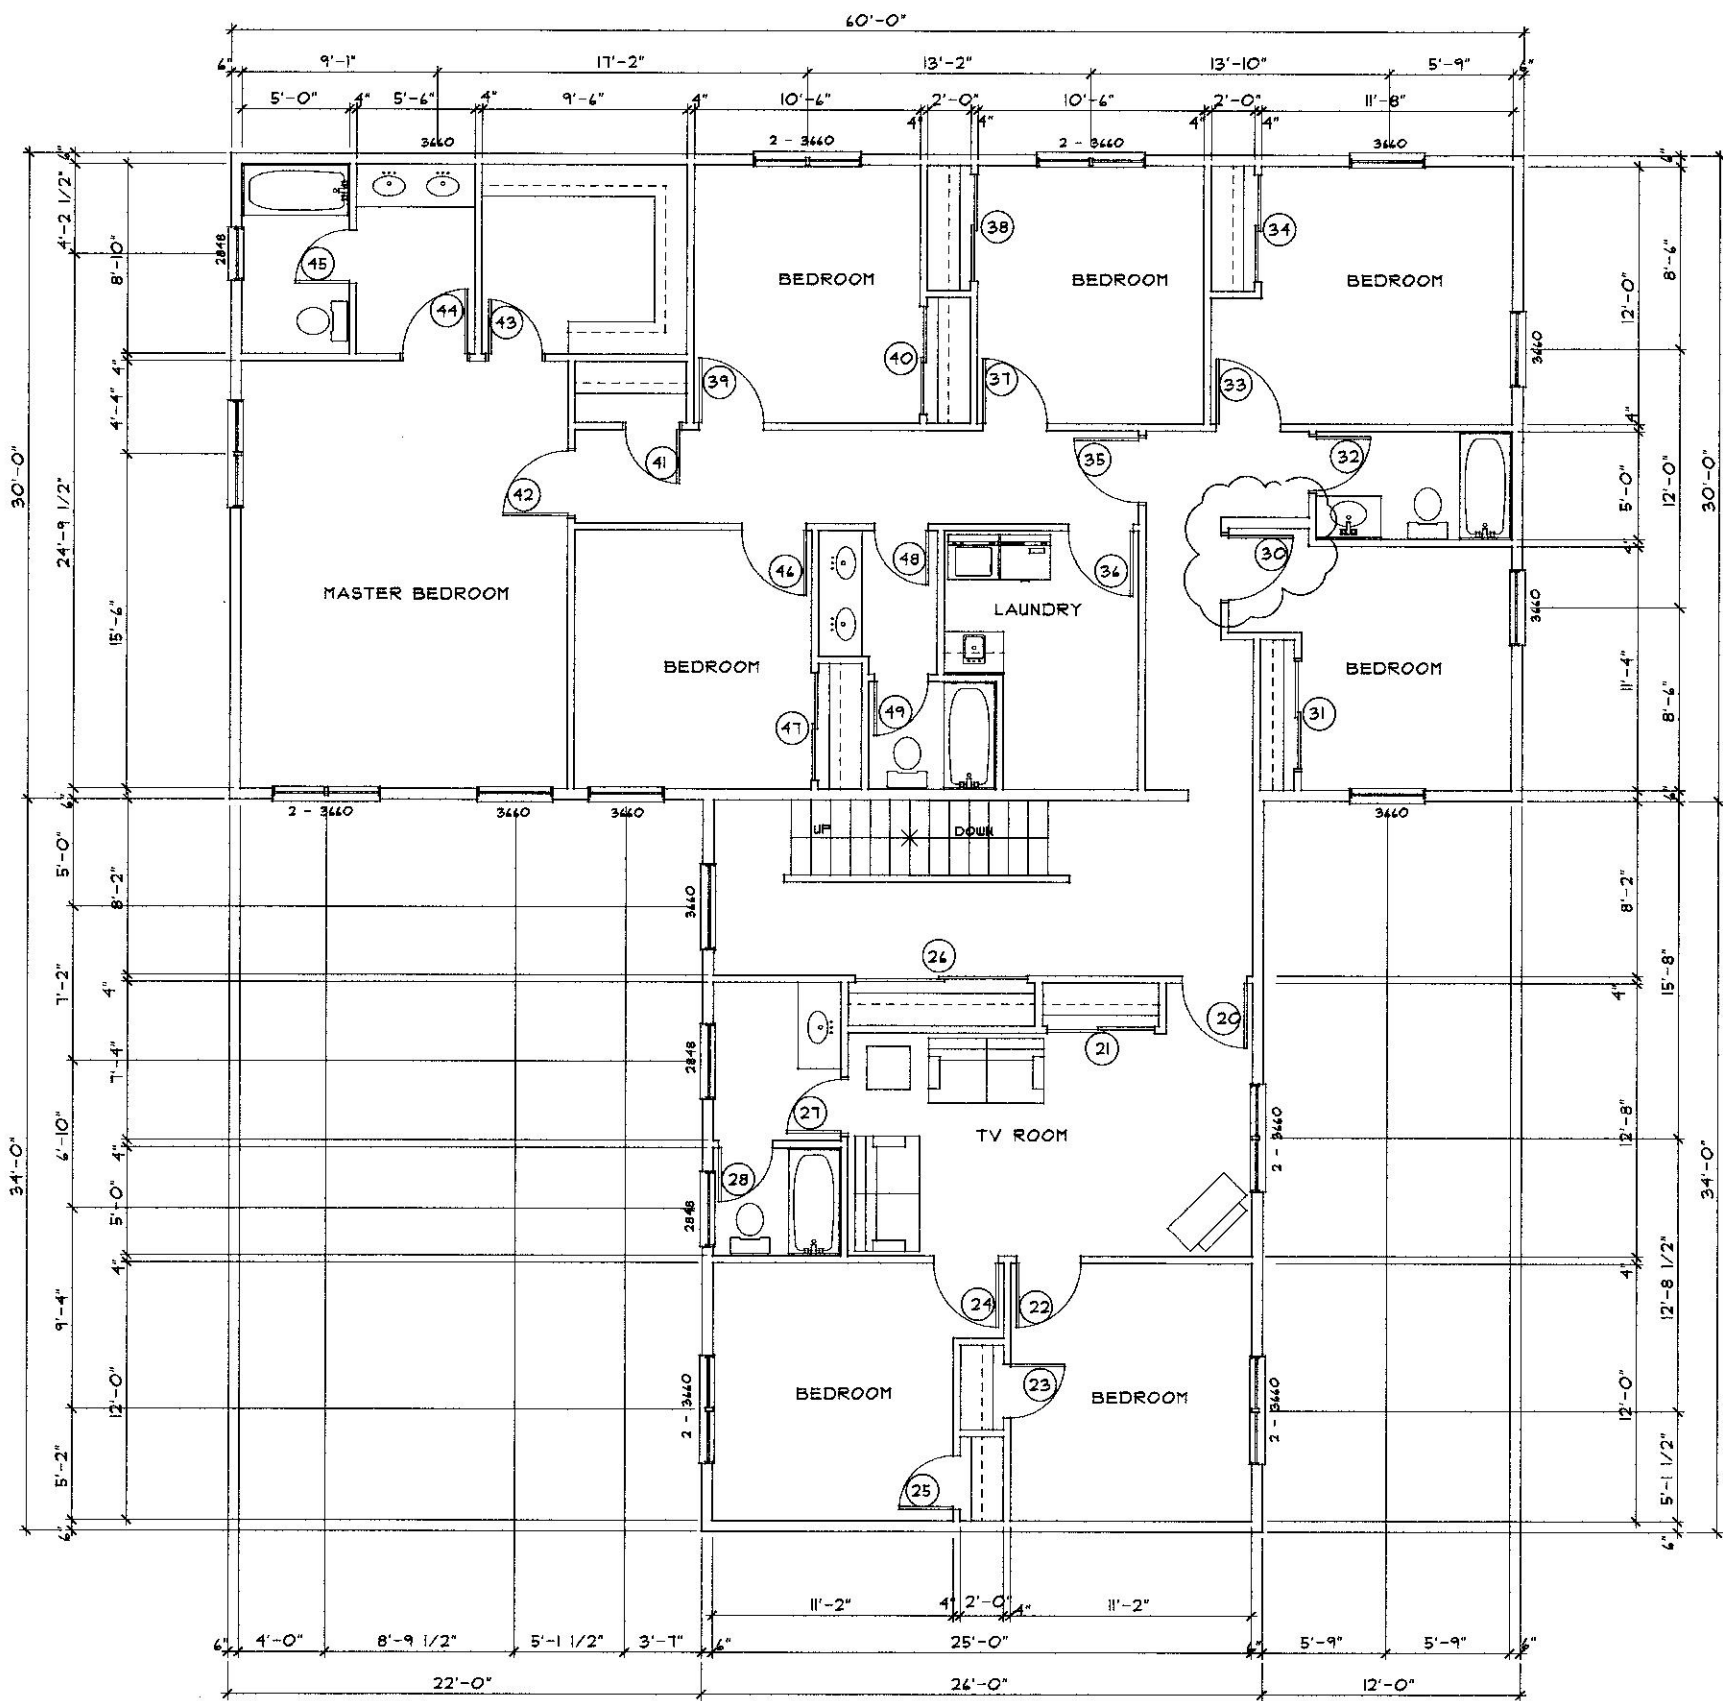 60'-0"
6" 9'-1" 17'-2" 13'-2" 13'-10" 5'-9" 6"
5'-0" 4" 5'-6" 4" 9'-6" 4" 10'-6" 4" 2'-0" 4" 10'-6" 4" 2'-0" 4" 11'-8"
3660 2 - 3660 2 - 3660 3660
6" 6"
4'-2 1/2"
8'-10"
2848
45 44 43 38 34
BEDROOM BEDROOM BEDROOM
12'-0"
8'-6"
3660
40 39 37 33
4" 4"
4'-4"
30'-0"
24'-9 1/2"
42 41 35 32
5'-0"
12'-0"
30'-0"
46 48 36 30
4"
MASTER BEDROOM LAUNDRY
3660
15'-6"
BEDROOM BEDROOM
11'-4"
8'-6"
49 47 31
6" 6"
2 - 3660 3660 3660 3660
UP DOWN
5'-0"
8'-2"
3660
8'-2"
26
7'-2"
4" 4"
15'-8"
20
21
7'-4"
2848
27
TV ROOM
2 - 3660
12'-8"
34'-0"
6'-10"
4"
28
5'-0"
2848
34'-0"
4" 4"
12'-8 1/2"
24 22
9'-4"
12'-0"
23
BEDROOM BEDROOM
2 - 3660 2 - 3660
12'-0"
5'-2"
25
5'-1 1/2"
6" 6"
11'-2" 4" 2'-0" 4" 11'-2"
6" 4'-0" 8'-9 1/2" 5'-1 1/2" 3'-7" 6" 25'-0" 6" 5'-9" 5'-9" 6"
22'-0" 26'-0" 12'-0"